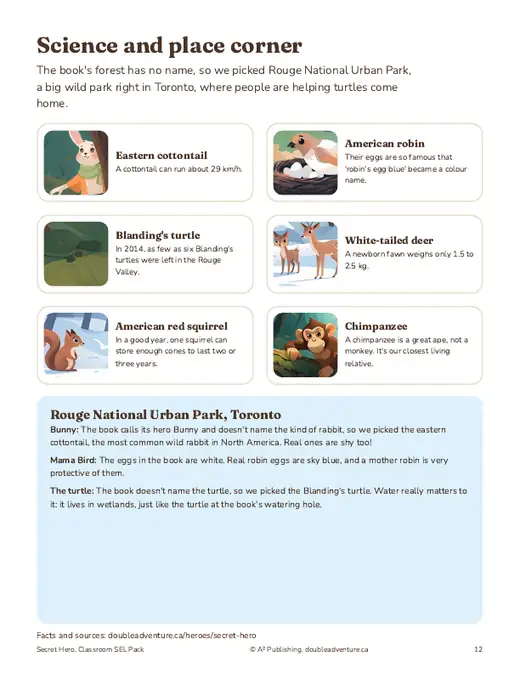 Science and place corner
The book's forest has no name, so we picked Rouge National Urban Park,
a big wild park right in Toronto, where people are helping turtles come
home.
Eastern cottontail
A cottontail can run about 29 km/h.
American robin
Their eggs are so famous that
'robin's egg blue' became a colour
name.
Blanding's turtle
In 2014, as few as six Blanding's
turtles were left in the Rouge
Valley.
White-tailed deer
A newborn fawn weighs only 1.5 to
2.5 kg.
American red squirrel
In a good year, one squirrel can
store enough cones to last two or
three years.
Chimpanzee
A chimpanzee is a great ape, not a
monkey. It's our closest living
relative.
Rouge National Urban Park, Toronto
Bunny: The book calls its hero Bunny and doesn't name the kind of rabbit, so we picked the eastern
cottontail, the most common wild rabbit in North America. Real ones are shy too!
Mama Bird: The eggs in the book are white. Real robin eggs are sky blue, and a mother robin is very
protective of them.
The turtle: The book doesn't name the turtle, so we picked the Blanding's turtle. Water really matters to
it: it lives in wetlands, just like the turtle at the book's watering hole.
Facts and sources: doubleadventure.ca/heroes/secret-hero
Secret Hero. Classroom SEL Pack
© A² Publishing, doubleadventure.ca
12